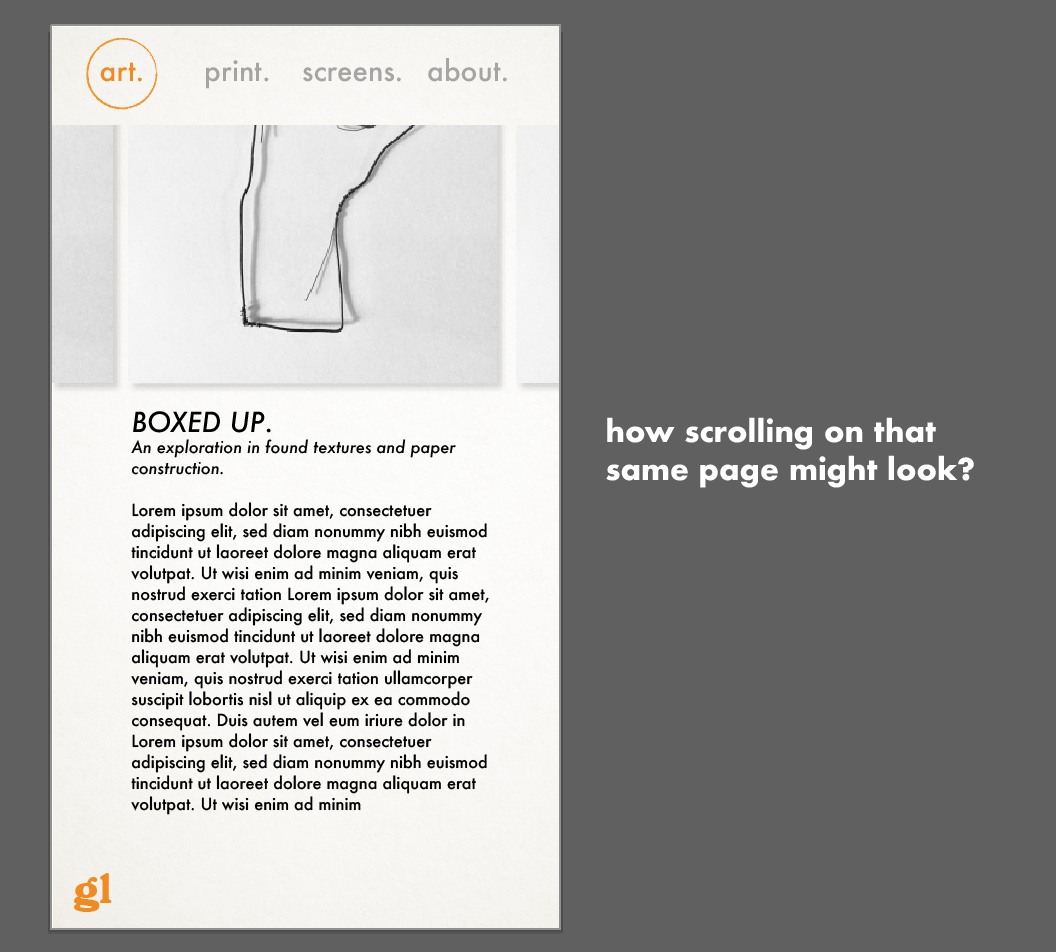 art. print. screens. about.
BOXED UP.
An exploration in found textures and paper
construction.
Lorem ipsum dolor sit amet, consectetuer
adipiscing elit, sed diam nonummy nibh euismod
tincidunt ut laoreet dolore magna aliquam erat
volutpat. Ut wisi enim ad minim veniam, quis
nostrud exerci tation Lorem ipsum dolor sit amet,
consectetuer adipiscing elit, sed diam nonummy
nibh euismod tincidunt ut laoreet dolore magna
aliquam erat volutpat. Ut wisi enim ad minim
veniam, quis nostrud exerci tation ullamcorper
suscipit lobortis nisl ut aliquip ex ea commodo
consequat. Duis autem vel eum iriure dolor in
Lorem ipsum dolor sit amet, consectetuer
adipiscing elit, sed diam nonummy nibh euismod
tincidunt ut laoreet dolore magna aliquam erat
volutpat. Ut wisi enim ad minim
gl
how scrolling on that
same page might look?